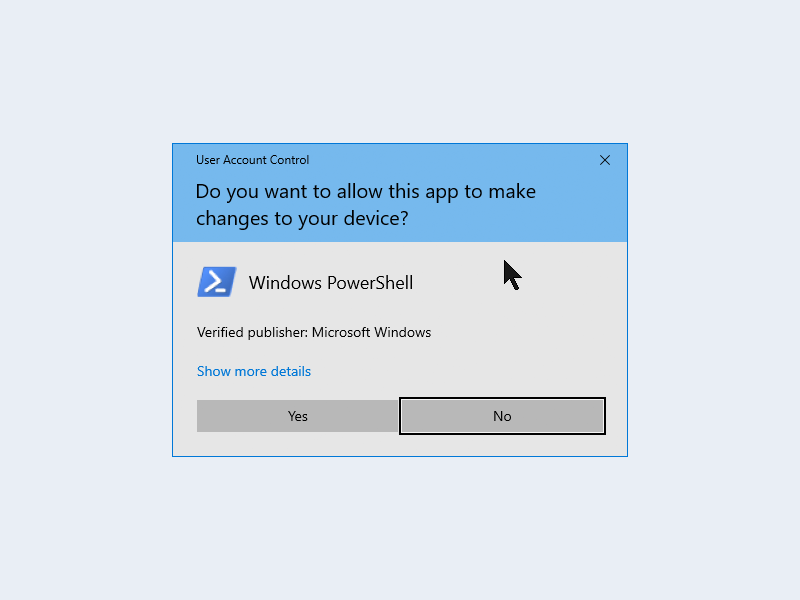 User Account Control
Do you want to allow this app to make
changes to your device?
Windows PowerShell
Verified publisher: Microsoft Windows
Show more details
Yes
No